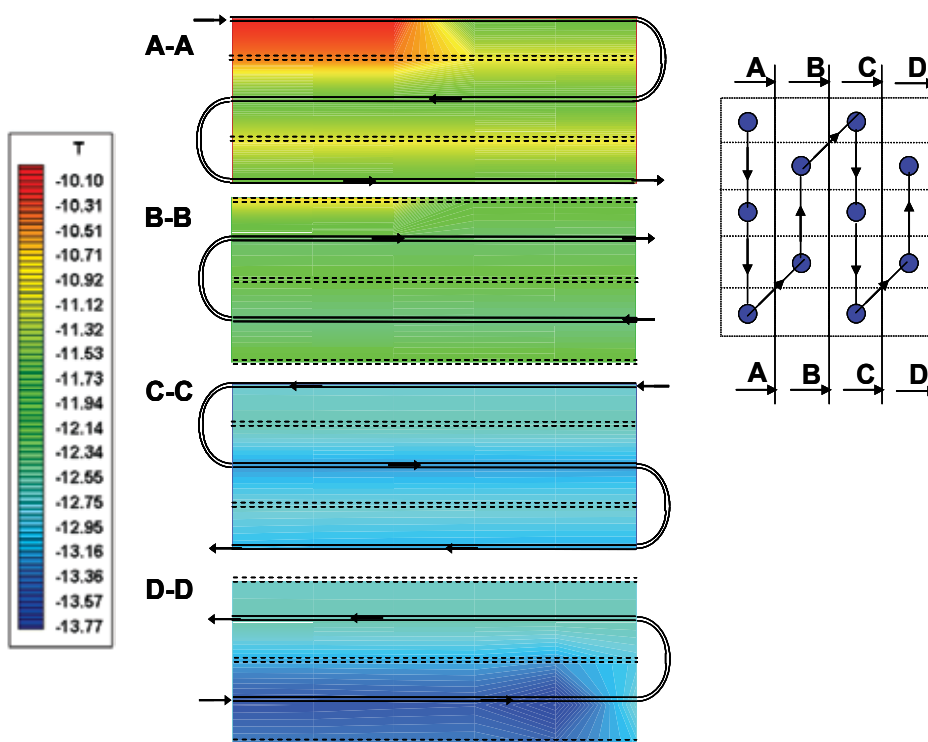 T
-10.10
-10.31
-10.51
-10.71
-10.92
-11.12
-11.32
-11.53
-11.73
-11.94
-12.14
-12.34
-12.55
-12.75
-12.95
-13.16
-13.36
-13.57
-13.77
A-A
B-B
C-C
D-D
A B C D
A B C D